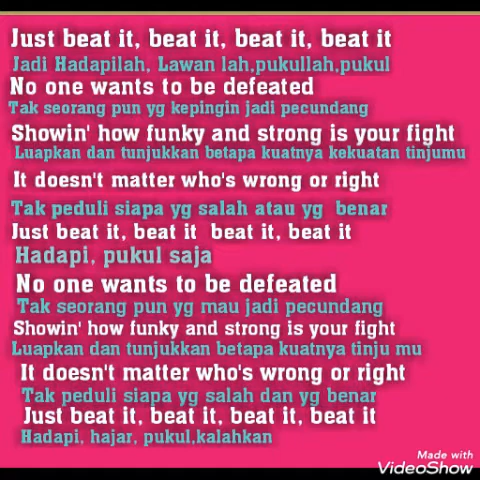 Just beat it, beat it, beat it, beat it
Jadi Hadapilah, Lawan lah,pukullah,pukul
No one wants to be defeated
Tak seorang pun yg kepingin jadi pecundang
Showin' how funky and strong is your fight
Luapkan dan tunjukkan betapa kuatnya kekuatan tinjumu
It doesn't matter who's wrong or right
Tak peduli siapa yg salah atau yg benar
Just beat it, beat it beat it, beat it
Hadapi, pukul saja
No one wants to be defeated
Tak seorang pun yg mau jadi pecundang
Showin' how funky and strong is your fight
Luapkan dan tunjukkan betapa kuatnya tinju mu
It doesn't matter who's wrong or right
Tak peduli siapa yg salah dan yg benar
Just beat it, beat it, beat it, beat it
Hadapi, hajar, pukul,kalahkan
Made with
VideoShow